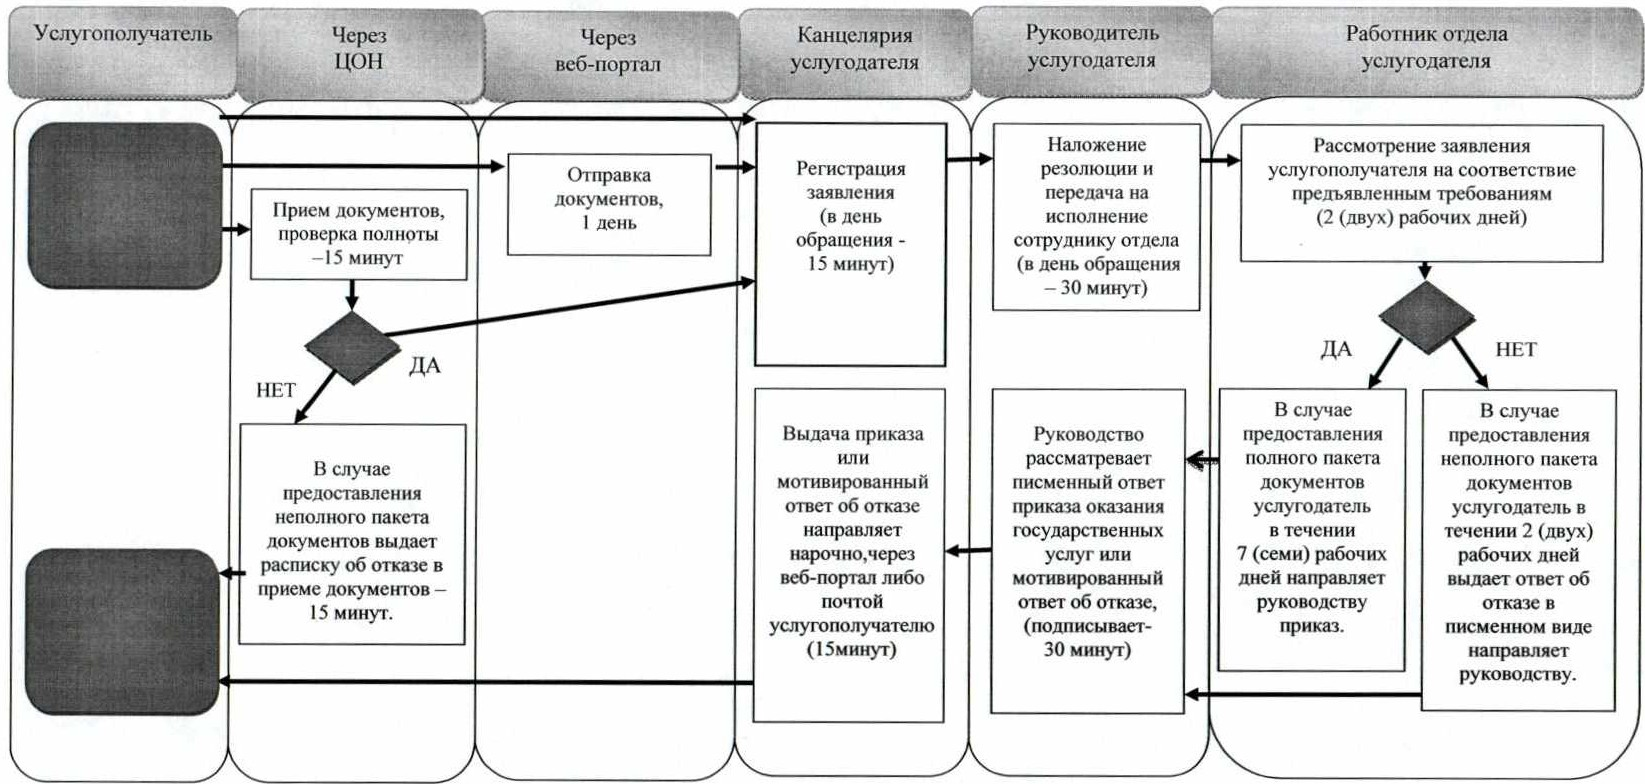 Услугополучатель
Через
ЦОН
Через
веб-портал
Канцелярия
услугодателя
Руководитель
услугодателя
Работник отдела
услугодателя
Прием документов,
проверка полноты
–15 минут
ДА
НЕТ
В случае
предоставления
неполного пакета
документов выдает
расписку об отказе в
приеме документов –
15 минут.
Отправка
документов,
1 день
Регистрация
заявления
(в день
обращения -
15 минут)
Выдача приказа
или
мотивированный
ответ об отказе
направляет
нарочно,через
веб-портал либо
почтой
услугополучателю
(15минут)
Наложение
резолюции и
передача на
исполнение
сотруднику отдела
(в день обращения
– 30 минут)
Руководство
рассматревает
писменный ответ
приказа оказания
государственных
услуг или
мотивированный
ответ об отказе,
(подписывает-
30 минут)
Рассмотрение заявления
услугополучателя на соответствие
предъявленным требованиям
(2 (двух) рабочих дней)
ДА
НЕТ
В случае
предоставления
полного пакета
документов
услугодатель
в течении
7 (семи) рабочих
дней направляет
руководству
приказ.
В случае
предоставления
неполного пакета
документов
услугодатель в
течении 2 (двух)
рабочих дней
выдает ответ об
отказе в
писменном виде
направляет
руководству.